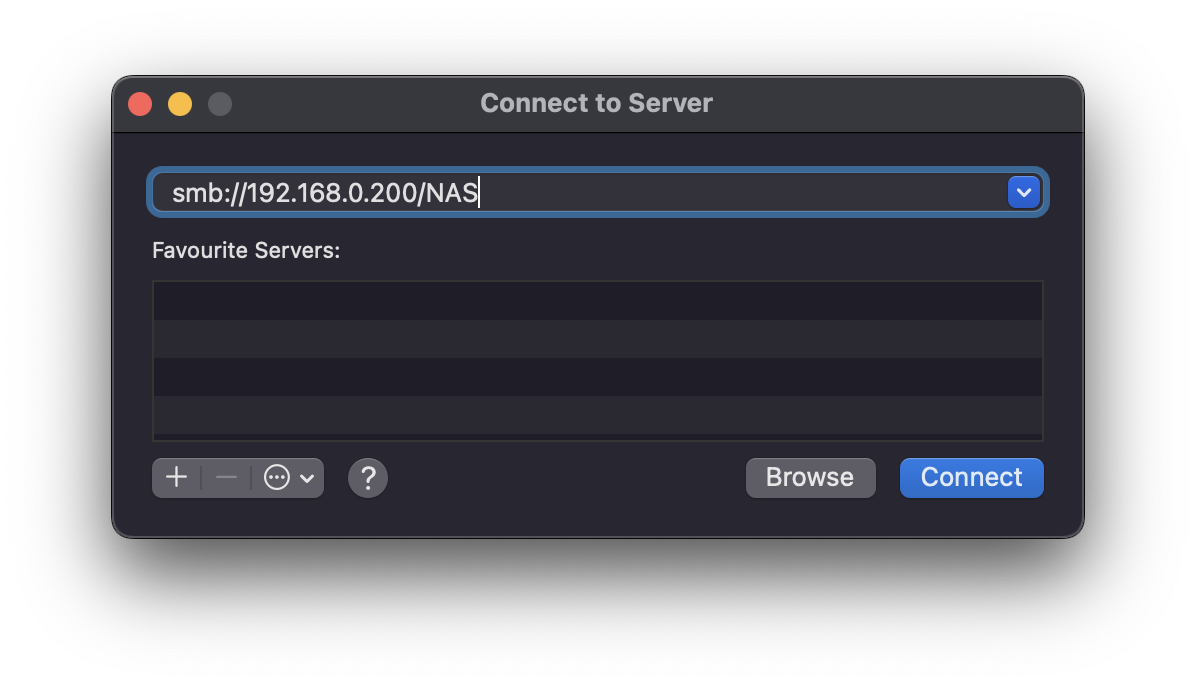 Connect to Server
smb://192.168.0.200/NAS
Favourite Servers:
? Browse Connect